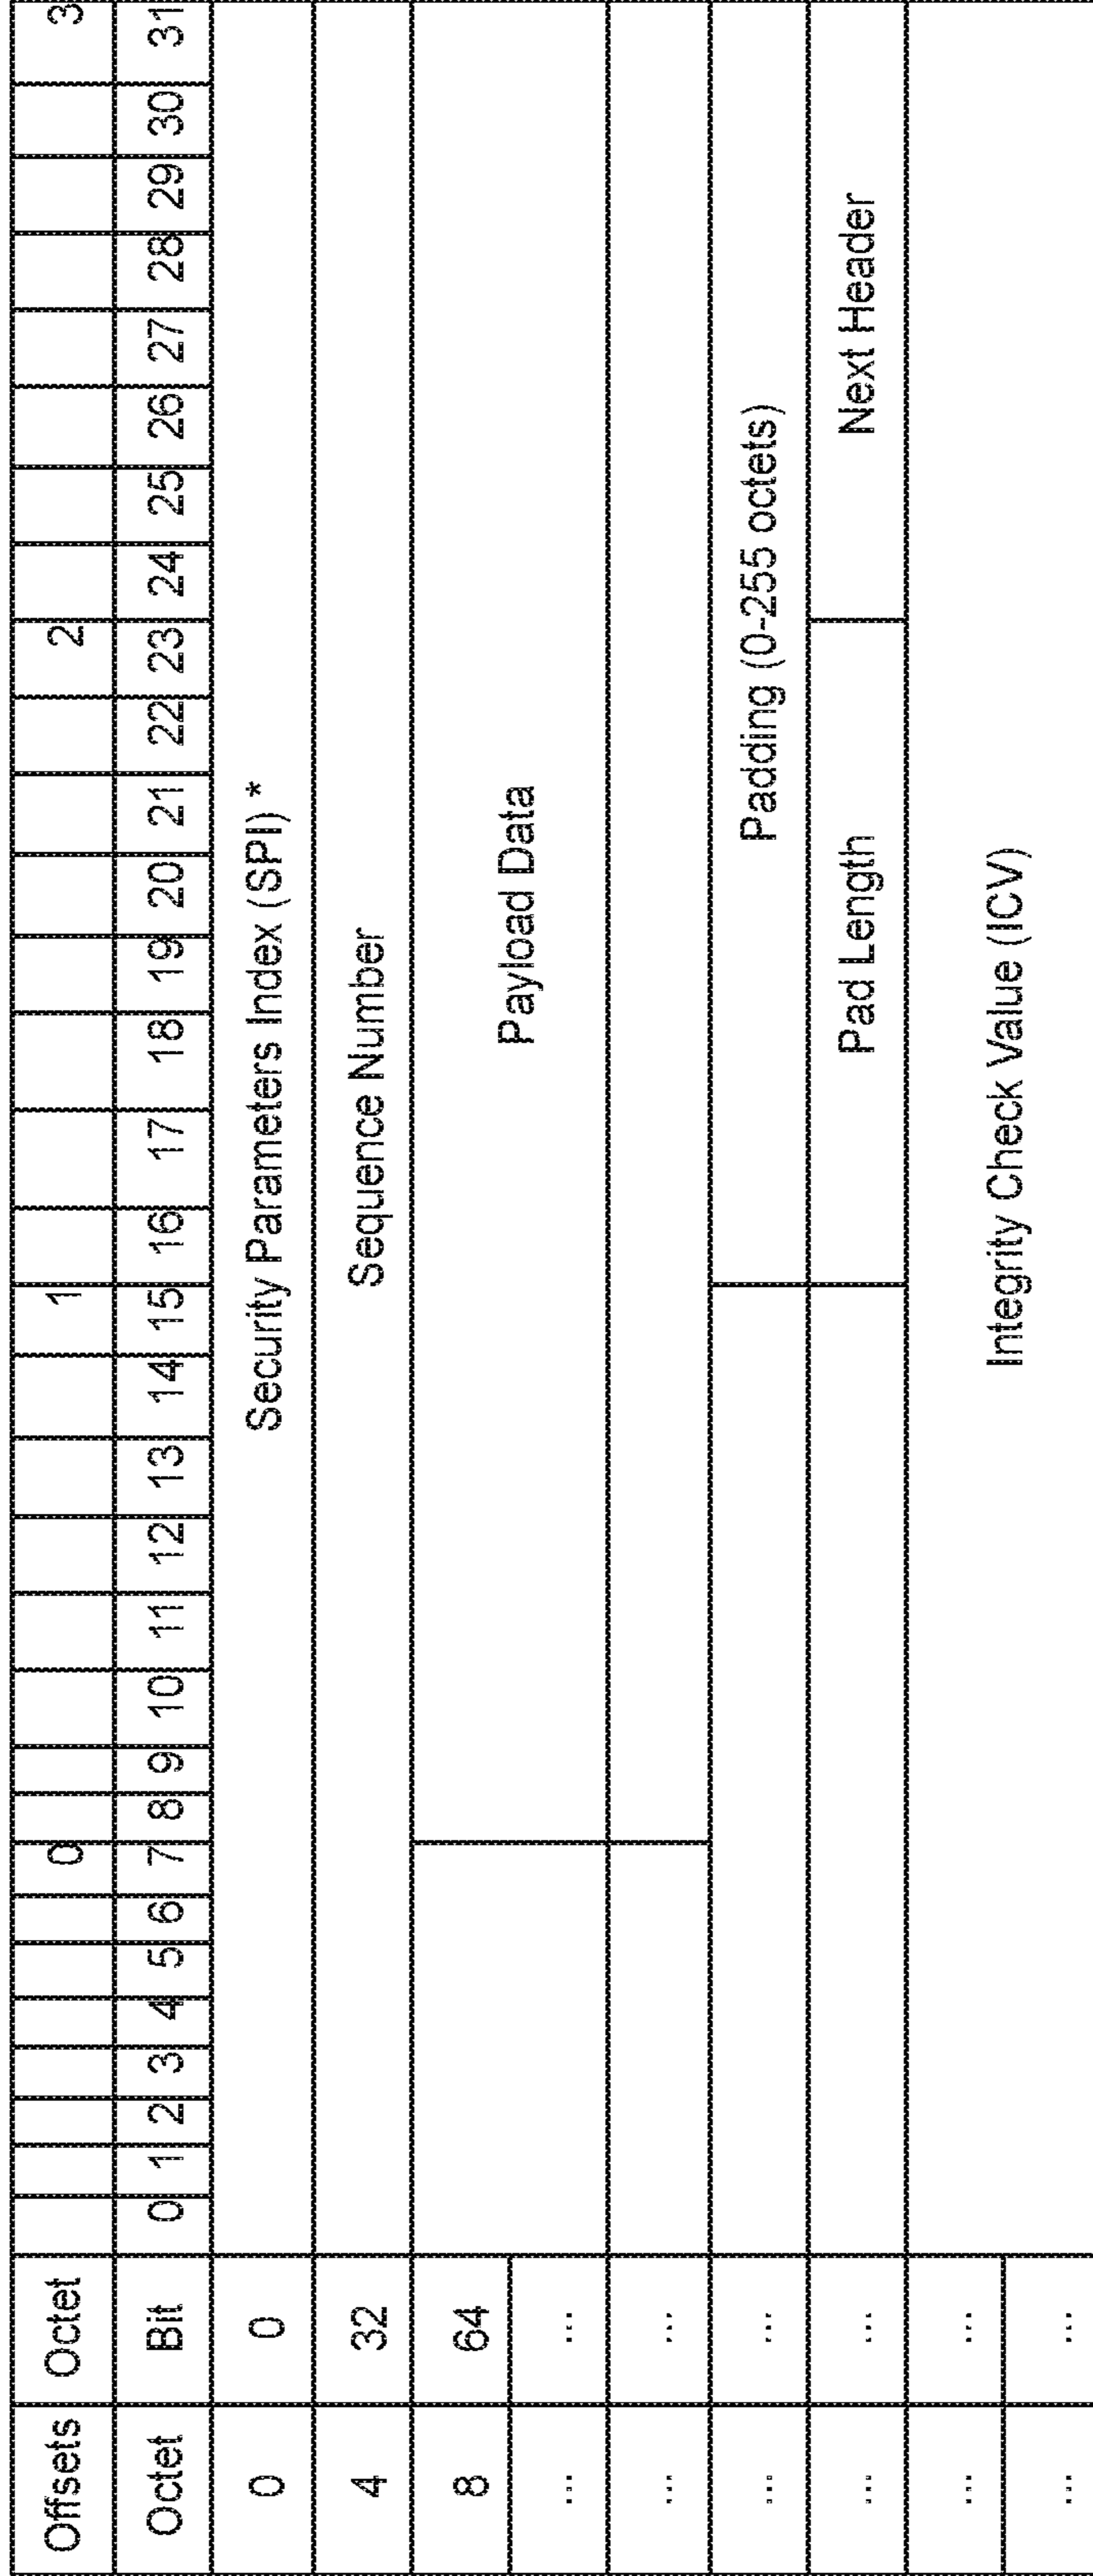 Offsets Octet 0 1 2 3
Octet Bit 0 1 2 3 4 5 6 7 8 9 10 11 12 13 14 15 16 17 18 19 20 21 22 23 24 25 26 27 28 29 30 31
0 0 Security Parameters Index (SPI) *
4 32 Sequence Number
8 64 Payload Data
... ...
... ...
... ... Padding (0-255 octets)
... ... Pad Length Next Header
... ... Integrity Check Value (ICV)
... ...